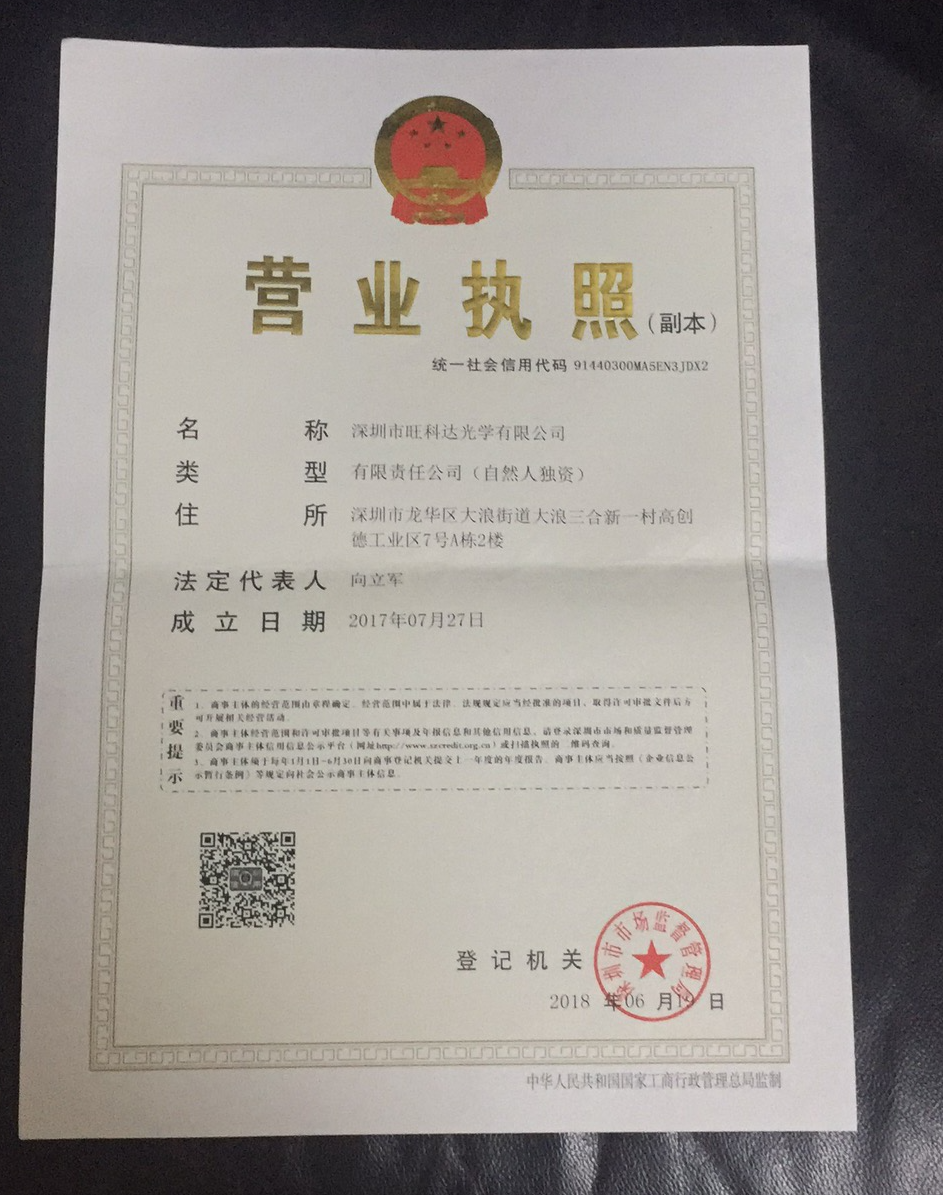 营业执照（副本）
统一社会信用代码 91440300MA5EN3JDX2
名称 深圳市旺科达光学有限公司
类型 有限责任公司（自然人独资）
住所 深圳市龙华区大浪街道大浪三合新一村高创
德工业区7号A栋2楼
法定代表人 向立军
成立日期 2017年07月27日
重要提示
1、商事主体的经营范围由章程确定。经营范围中属于法律、法规规定应当经批准的项目，取得许可审批文件后方
可开展相关经营活动。
2、商事主体经营范围和许可审批项目等有关事项及年报信息和其他信用信息，请登录深圳市市场和质量监督管理
委员会商事主体信用信息公示平台（网址http://www.szcredit.org.cn）或扫描执照的二维码查询。
3、商事主体须于每年1月1日-6月30日向商事登记机关提交上一年度的年度报告。商事主体应当按照《企业信息公
示暂行条例》等规定向社会公示商事主体信息。
登记机关
深圳市市场监督管理局
2018 年06 月19 日
中华人民共和国国家工商行政管理总局监制